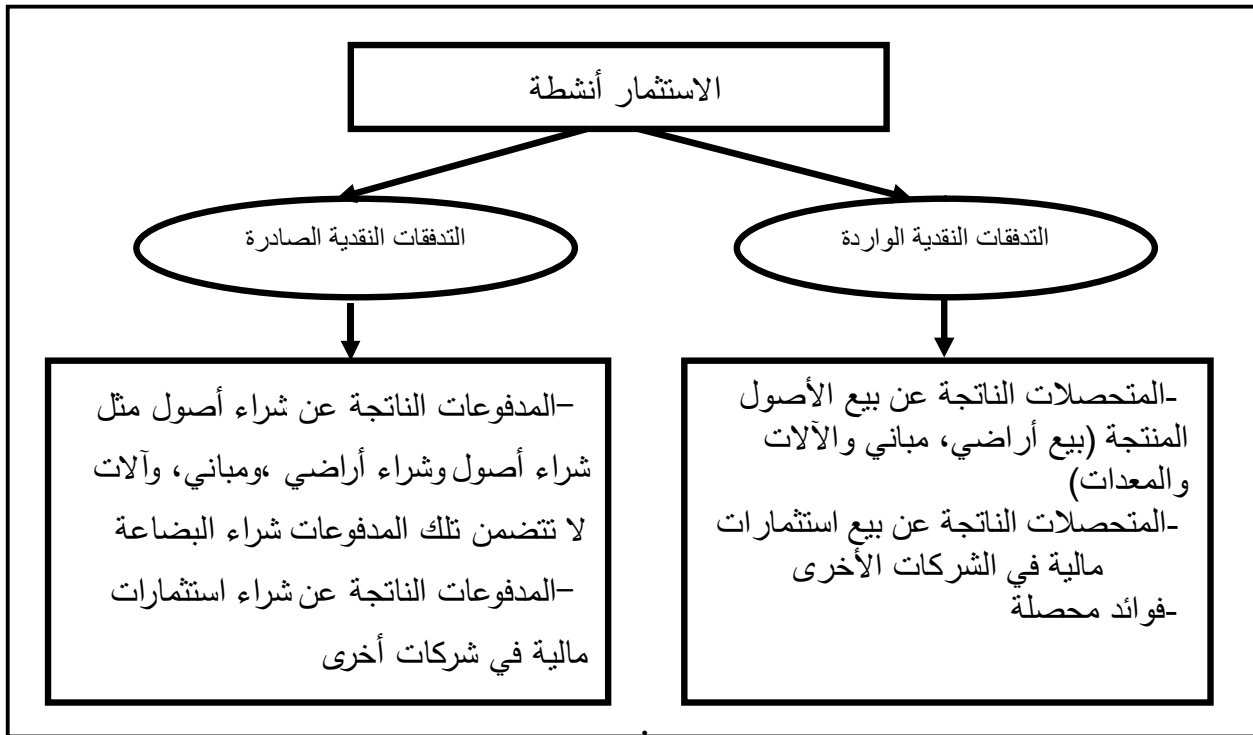 الاستثمار أنشطة
التدفقات النقدية الواردة
التدفقات النقدية الصادرة
-المتحصلات الناتجة عن بيع الأصول
المنتجة (بيع أراضي، مباني والآلات
والمعدات)
-المتحصلات الناتجة عن بيع استثمارات
مالية في الشركات الأخرى
-فوائد محصلة
–المدفوعات الناتجة عن شراء أصول مثل
شراء أصول وشراء أراضي ،ومباني، وآلات
لا تتضمن تلك المدفوعات شراء البضاعة
–المدفوعات الناتجة عن شراء استثمارات
مالية في شركات أخرى
.